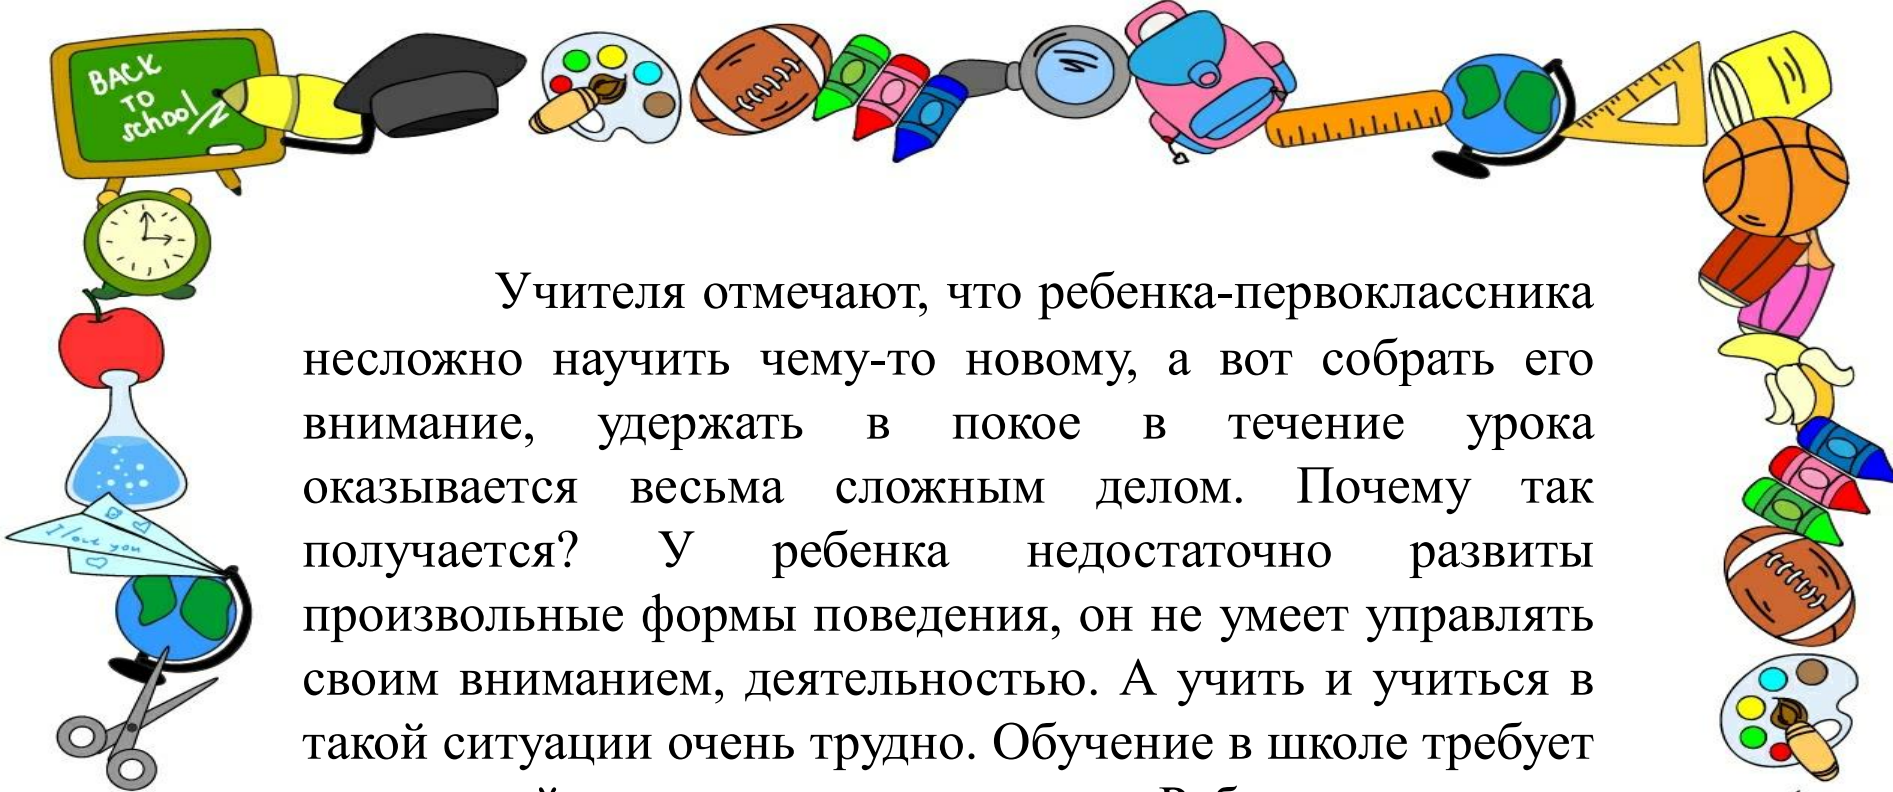 BACK
TO
school
Учителя отмечают, что ребенка-первоклассника
несложно научить чему-то новому, а вот собрать его
внимание, удержать в покое в течение урока
оказывается весьма сложным делом. Почему так
получается? У ребенка недостаточно развиты
I love you
произвольные формы поведения, он не умеет управлять
своим вниманием, деятельностью. А учить и учиться в
такой ситуации очень трудно. Обучение в школе требует